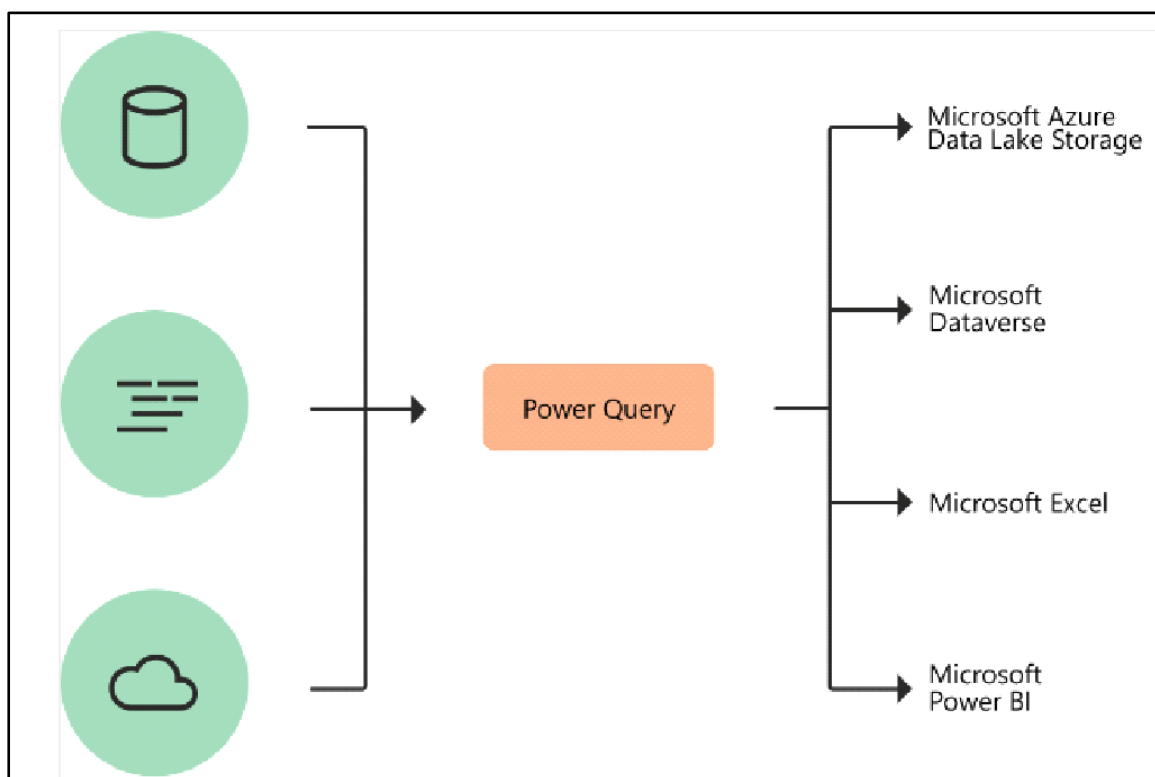 Microsoft Azure
Data Lake Storage
Microsoft
Dataverse
Power Query
Microsoft Excel
Microsoft
Power BI